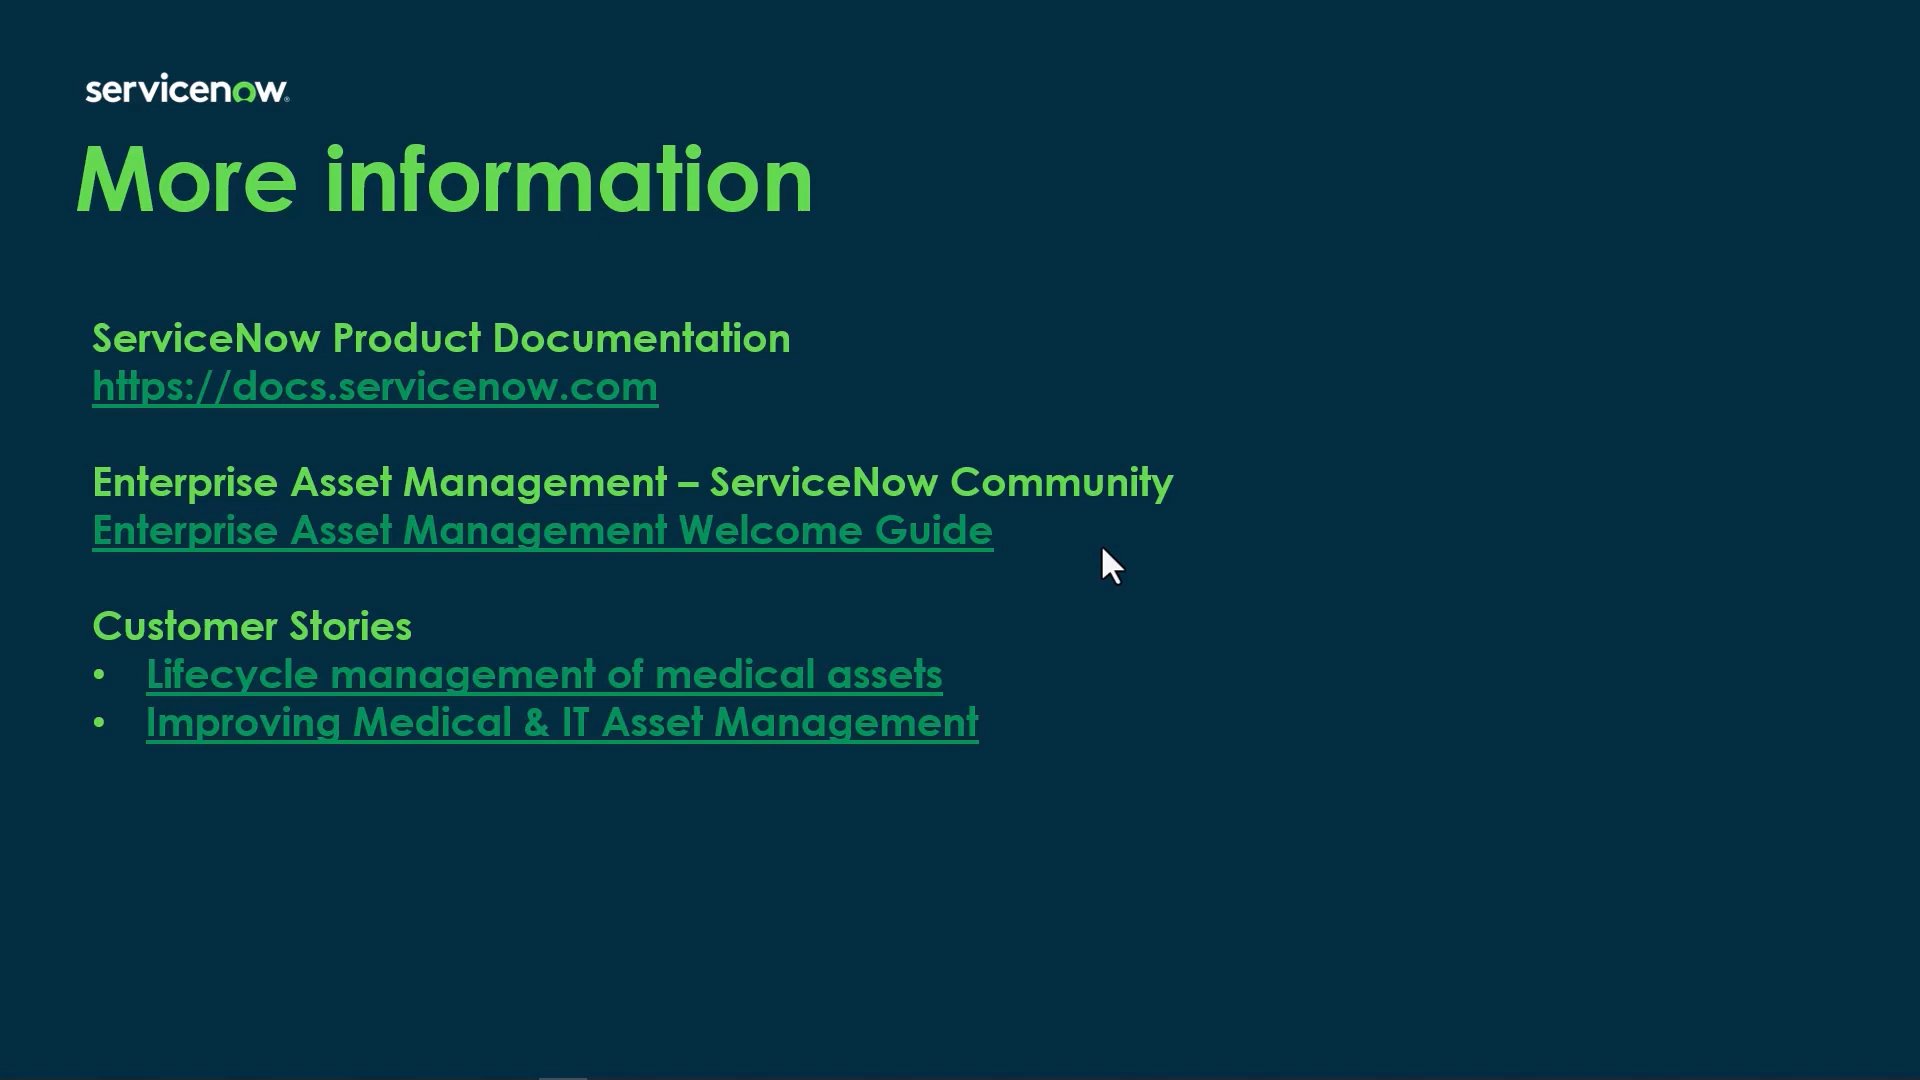 servicenow®
More information
ServiceNow Product Documentation
https://docs.servicenow.com
Enterprise Asset Management – ServiceNow Community
Enterprise Asset Management Welcome Guide
Customer Stories
• Lifecycle management of medical assets
• Improving Medical & IT Asset Management